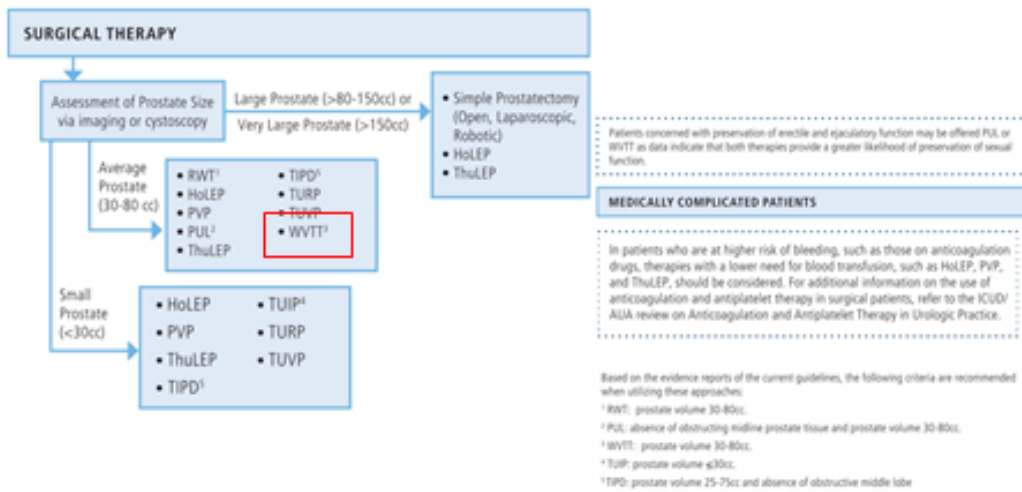 SURGICAL THERAPY
Assessment of Prostate Size
via imaging or cystoscopy
Large Prostate (>80-150cc) or
Very Large Prostate (>150cc)
• Simple Prostatectomy
(Open, Laparoscopic,
Robotic)
• HoLEP
• ThuLEP
Average
Prostate
(30-80 cc)
• RWT¹
• HoLEP
• PVP
• PUL²
• ThuLEP
• TIPD⁵
• TURP
• TUVP
• WVTT³
Small
Prostate
(<30cc)
• HoLEP
• PVP
• ThuLEP
• TIPD⁵
• TUIP⁴
• TURP
• TUVP
Patients concerned with preservation of erectile and ejaculatory function may be offered PUL or
WVTT as data indicate that both therapies provide a greater likelihood of preservation of sexual
function.
MEDICALLY COMPLICATED PATIENTS
In patients who are at higher risk of bleeding, such as those on anticoagulation
drugs, therapies with a lower need for blood transfusion, such as HoLEP, PVP,
and ThuLEP, should be considered. For additional information on the use of
anticoagulation and antiplatelet therapy in surgical patients, refer to the ICUD/
AUA review on Anticoagulation and Antiplatelet Therapy in Urologic Practice.
Based on the evidence reports of the current guidelines, the following criteria are recommended
when utilizing these approaches:
¹ RWT: prostate volume 30-80cc.
² PUL: absence of obstructing midline prostate tissue and prostate volume 30-80cc.
³ WVTT: prostate volume 30-80cc.
⁴ TUIP: prostate volume ≤30cc.
⁵ TIPD: prostate volume 25-75cc and absence of obstructive middle lobe